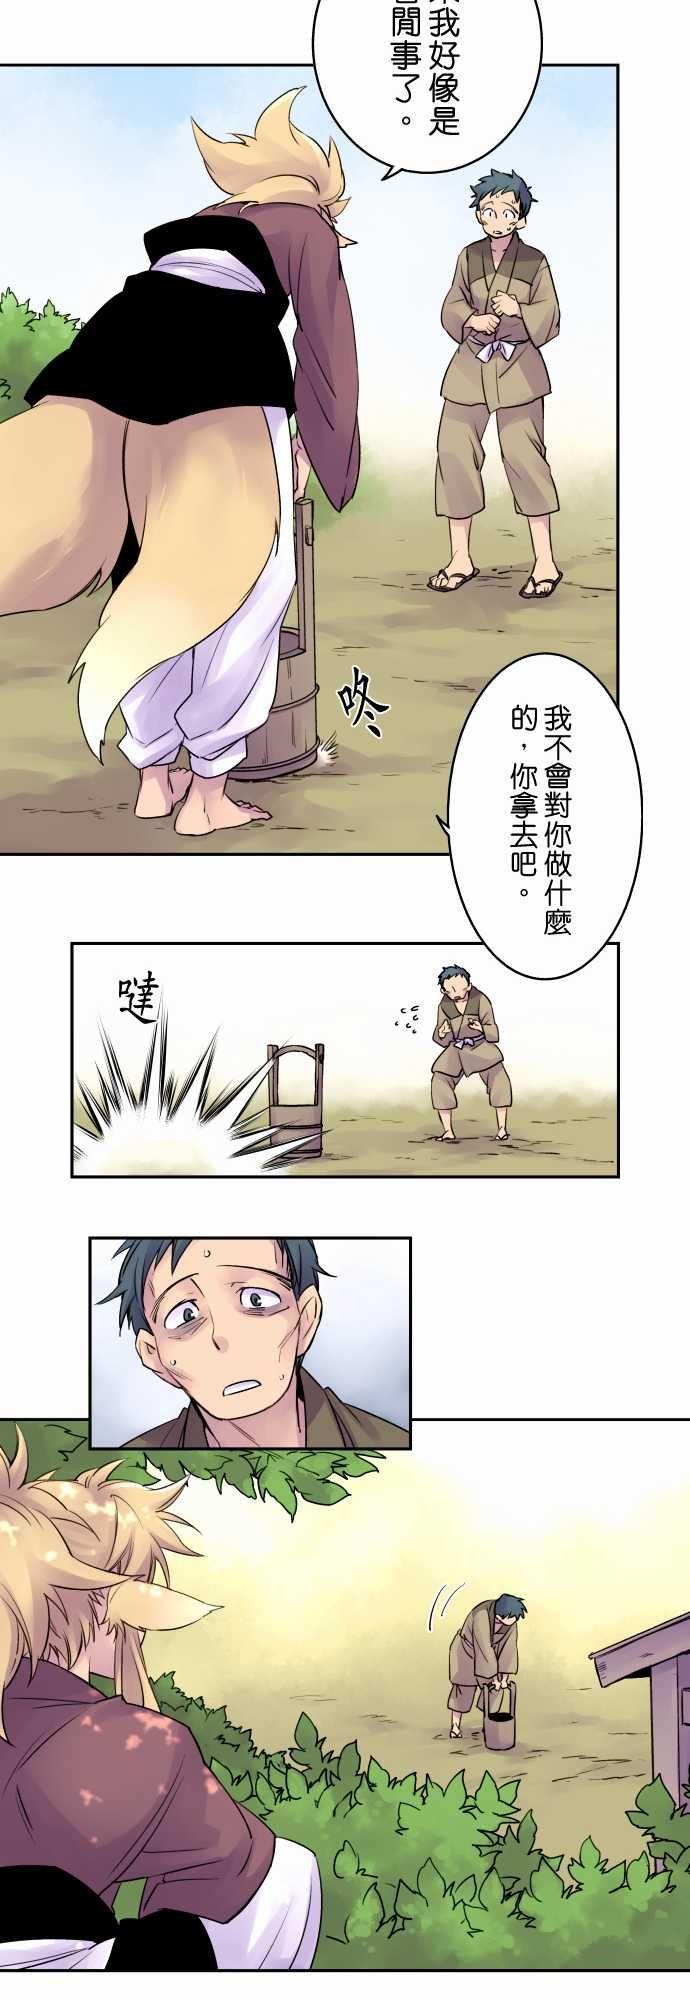 我好像是
閒事了。
咚
我不會對你做什麼
的，你拿去吧。
噠